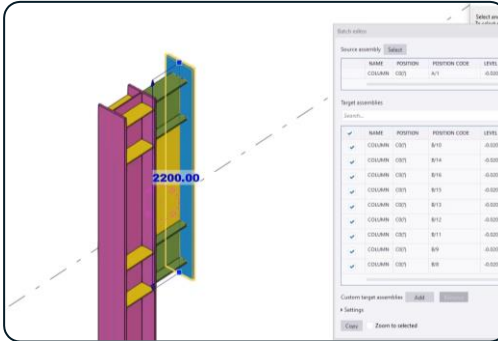 Select ass
To select
Batch editor
Source assembly Select
NAME POSITION POSITION CODE LEVEL
COLUMN C0(?) A/1 -0.020
Target assemblies
Search...
NAME POSITION POSITION CODE LEVEL
COLUMN C0(?) B/10 -0.020
COLUMN C0(?) B/14 -0.020
COLUMN C0(?) B/16 -0.020
COLUMN C0(?) B/15 -0.020
COLUMN C0(?) B/13 -0.020
COLUMN C0(?) B/12 -0.020
COLUMN C0(?) B/11 -0.020
COLUMN C0(?) B/9 -0.020
COLUMN C0(?) B/8 -0.020
2200.00
Custom target assemblies Add
Settings
Copy Zoom to selected